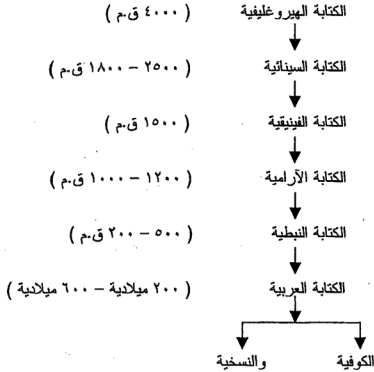 الكتابة الهيروغليفية ( ٤٠٠٠ ق.م )
الكتابة السينائية ( ٢٥٠٠ – ١٨٠٠ ق.م )
الكتابة الفينيقية ( ١٥٠٠ ق.م )
الكتابة الآرامية ( ١٢٠٠ – ١٠٠٠ ق.م )
الكتابة النبطية ( ٥٠٠ – ٢٠٠ ق.م )
الكتابة العربية ( ٢٠٠ ميلادية – ٦٠٠ ميلادية )
الكوفية والنسخية